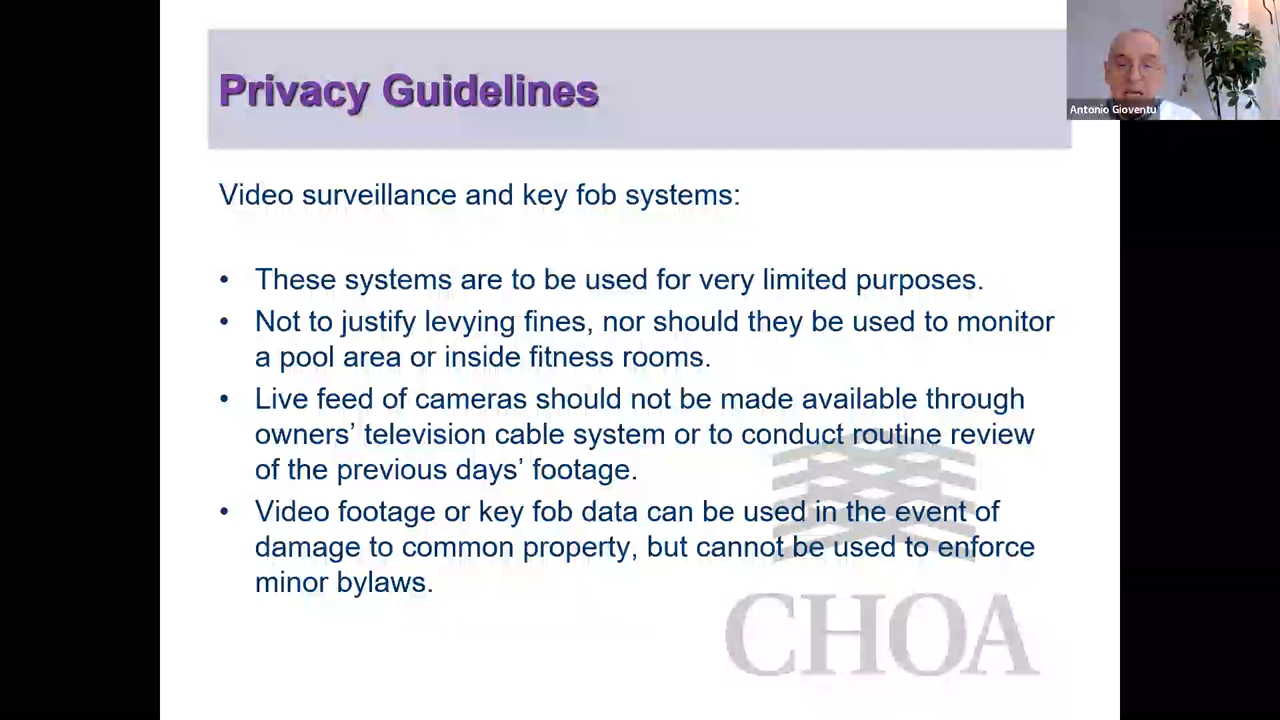 Privacy Guidelines
Antonio Gioventu
Video surveillance and key fob systems:
• These systems are to be used for very limited purposes.
• Not to justify levying fines, nor should they be used to monitor
a pool area or inside fitness rooms.
• Live feed of cameras should not be made available through
owners’ television cable system or to conduct routine review
of the previous days’ footage.
• Video footage or key fob data can be used in the event of
damage to common property, but cannot be used to enforce
minor bylaws.
CHOA